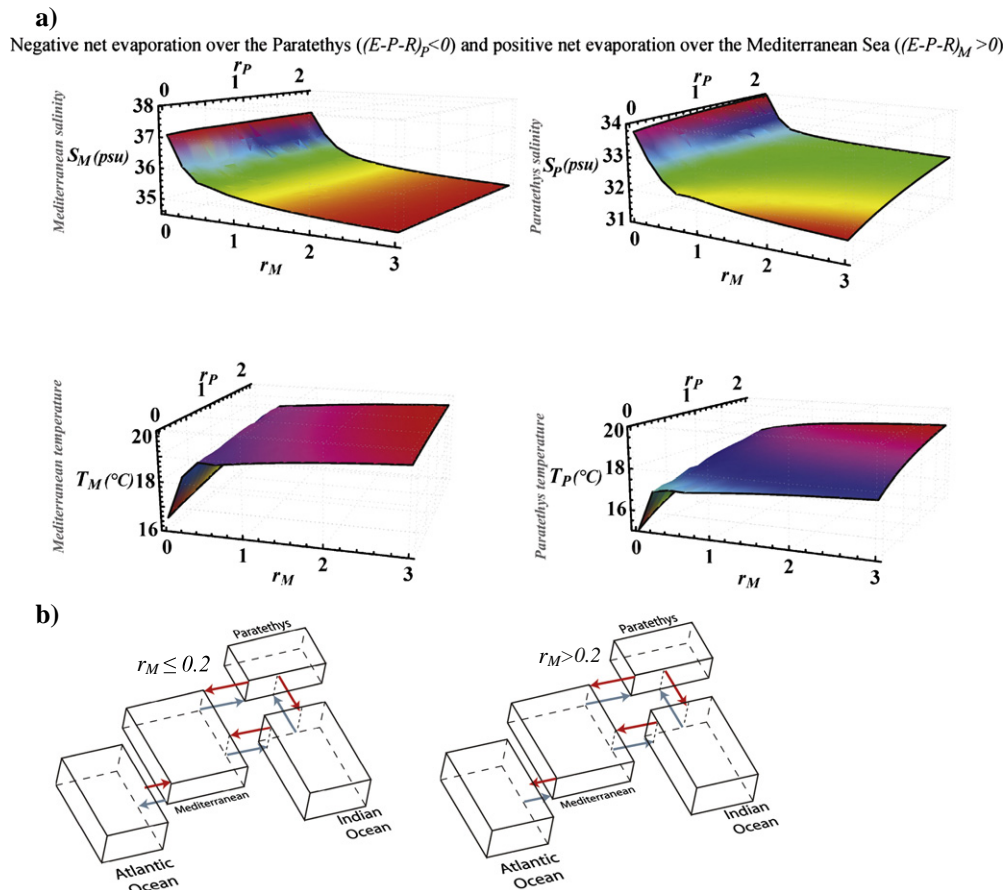 a)
Negative net evaporation over the Paratethys ((E-P-R)P<0) and positive net evaporation over the Mediterranean Sea ((E-P-R)M >0)
rP
0 1 2
38
37
36
35
Mediterranean salinity
SM (psu)
0 1 2 3
rM
rP
0 1 2
34
33
32
31
Paratethys salinity
SP (psu)
0 1 2 3
rM
rP
0 1 2
20
18
16
Mediterranean temperature
TM (°C)
0 1 2 3
rM
rP
0 1 2
20
18
16
Paratethys temperature
TP (°C)
0 1 2 3
rM
b)
rM ≤ 0.2
Paratethys
Mediterranean
Atlantic
Ocean
Indian
Ocean
rM>0.2
Paratethys
Mediterranean
Atlantic
Ocean
Indian
Ocean